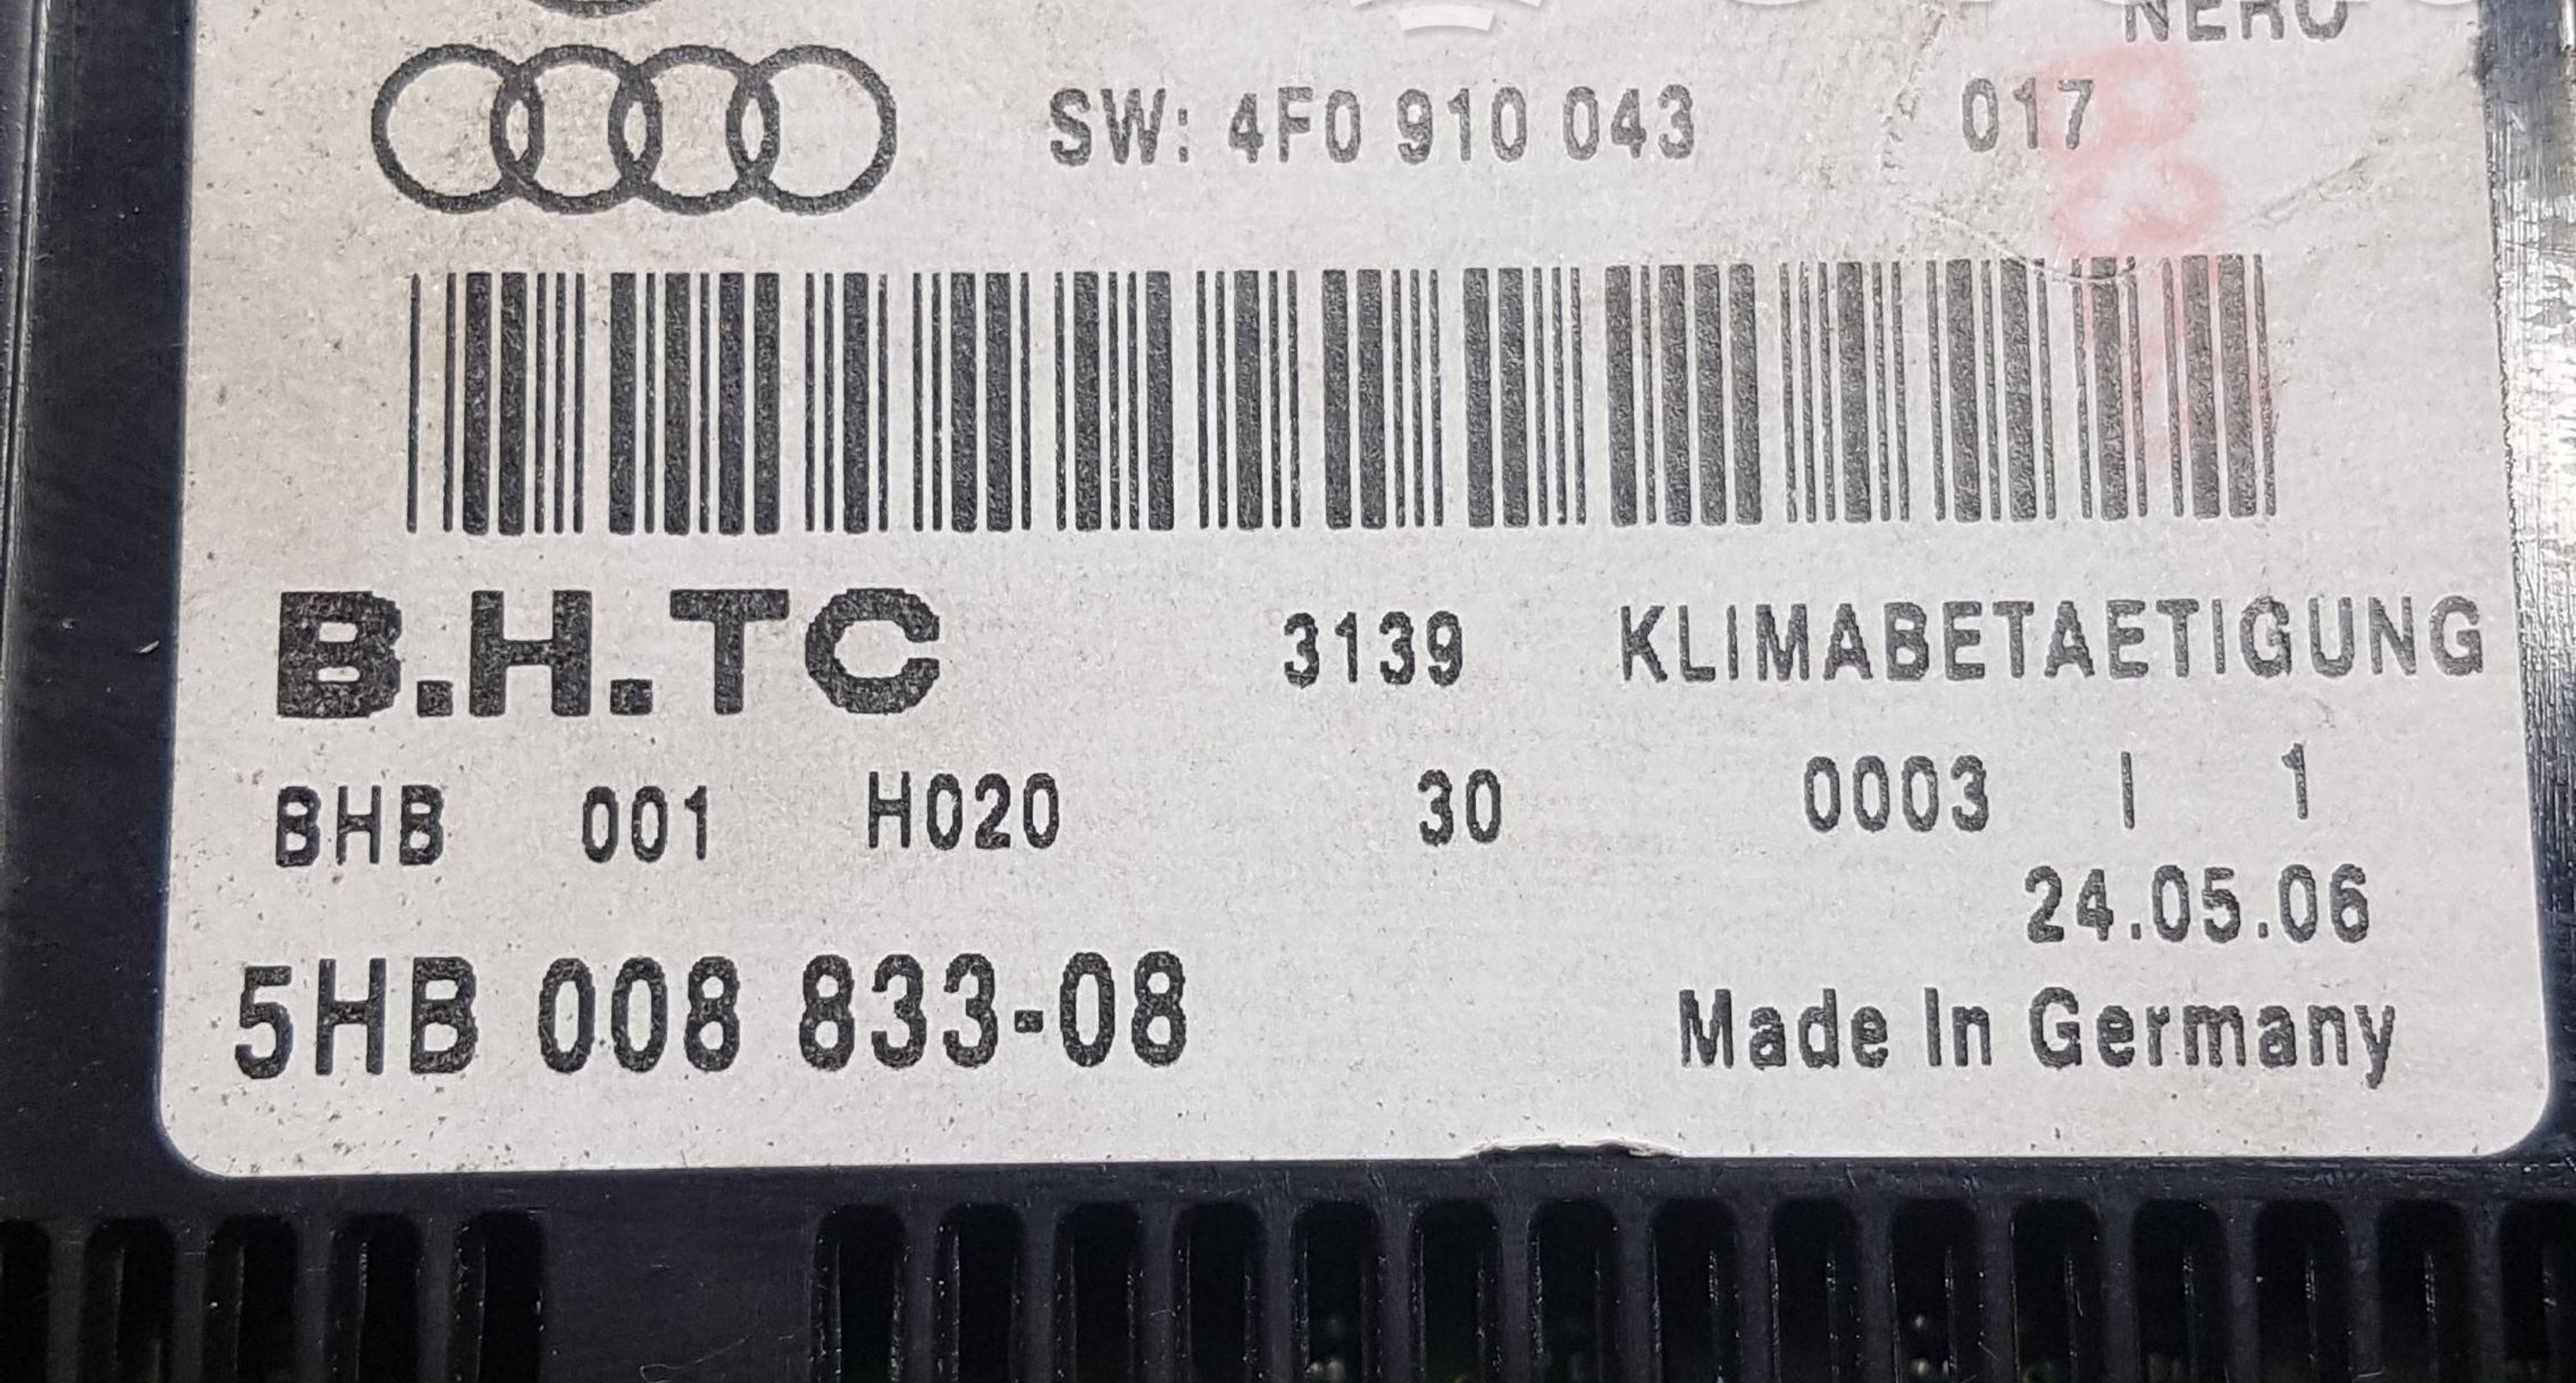 NERO
SW: 4F0 910 043 017
B.H.TC 3139 KLIMABETAETIGUNG
BHB 001 H020 30 0003 I 1
24.05.06
5HB 008 833-08
Made In Germany